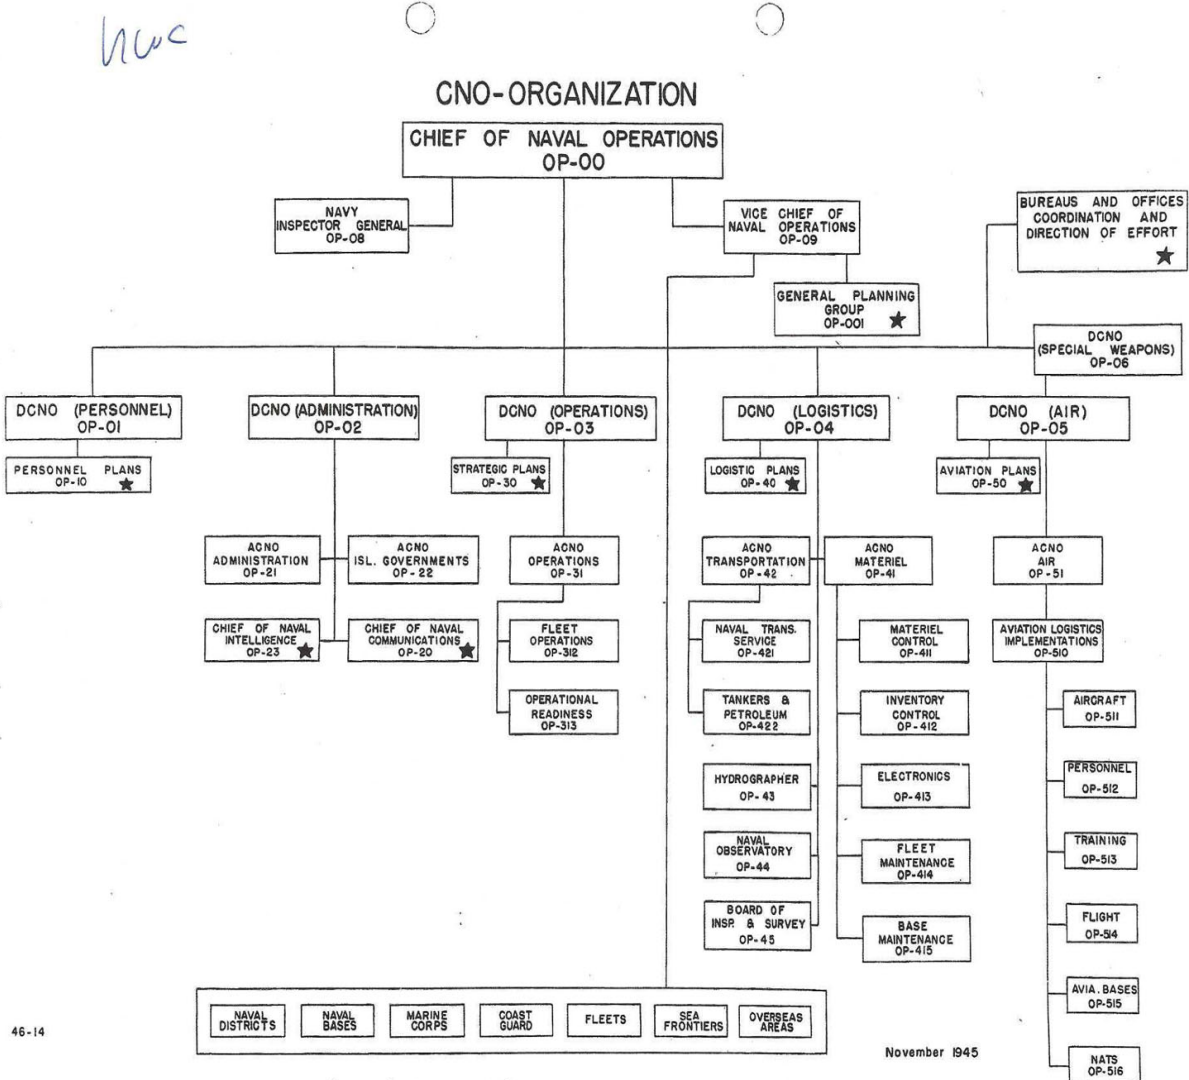 CNO-ORGANIZATION
CHIEF OF NAVAL OPERATIONS
OP-00
NAVY
INSPECTOR GENERAL
OP-08
VICE CHIEF OF
NAVAL OPERATIONS
OP-09
BUREAUS AND OFFICES
COORDINATION AND
DIRECTION OF EFFORT
★
GENERAL PLANNING
GROUP
OP-001 ★
DCNO
(SPECIAL WEAPONS)
OP-06
DCNO (PERSONNEL)
OP-01
DCNO (ADMINISTRATION)
OP-02
DCNO (OPERATIONS)
OP-03
DCNO (LOGISTICS)
OP-04
DCNO (AIR)
OP-05
PERSONNEL PLANS
OP-10 ★
STRATEGIC PLANS
OP-30 ★
LOGISTIC PLANS
OP-40 ★
AVIATION PLANS
OP-50 ★
ACNO
ADMINISTRATION
OP-21
ACNO
ISL. GOVERNMENTS
OP-22
ACNO
OPERATIONS
OP-31
ACNO
TRANSPORTATION
OP-42
ACNO
MATERIEL
OP-41
ACNO
AIR
OP-51
CHIEF OF NAVAL
INTELLIGENCE
OP-23 ★
CHIEF OF NAVAL
COMMUNICATIONS
OP-20 ★
FLEET
OPERATIONS
OP-312
NAVAL TRANS.
SERVICE
OP-421
MATERIEL
CONTROL
OP-411
AVIATION LOGISTICS
IMPLEMENTATIONS
OP-510
OPERATIONAL
READINESS
OP-313
TANKERS &
PETROLEUM
OP-422
INVENTORY
CONTROL
OP-412
AIRCRAFT
OP-511
HYDROGRAPHER
OP-43
ELECTRONICS
OP-413
PERSONNEL
OP-512
NAVAL
OBSERVATORY
OP-44
FLEET
MAINTENANCE
OP-414
TRAINING
OP-513
BOARD OF
INSP. & SURVEY
OP-45
BASE
MAINTENANCE
OP-415
FLIGHT
OP-514
AVIA. BASES
OP-515
NATS
OP-516
NAVAL
DISTRICTS
NAVAL
BASES
MARINE
CORPS
COAST
GUARD
FLEETS
SEA
FRONTIERS
OVERSEAS
AREAS
46-14
November 1945